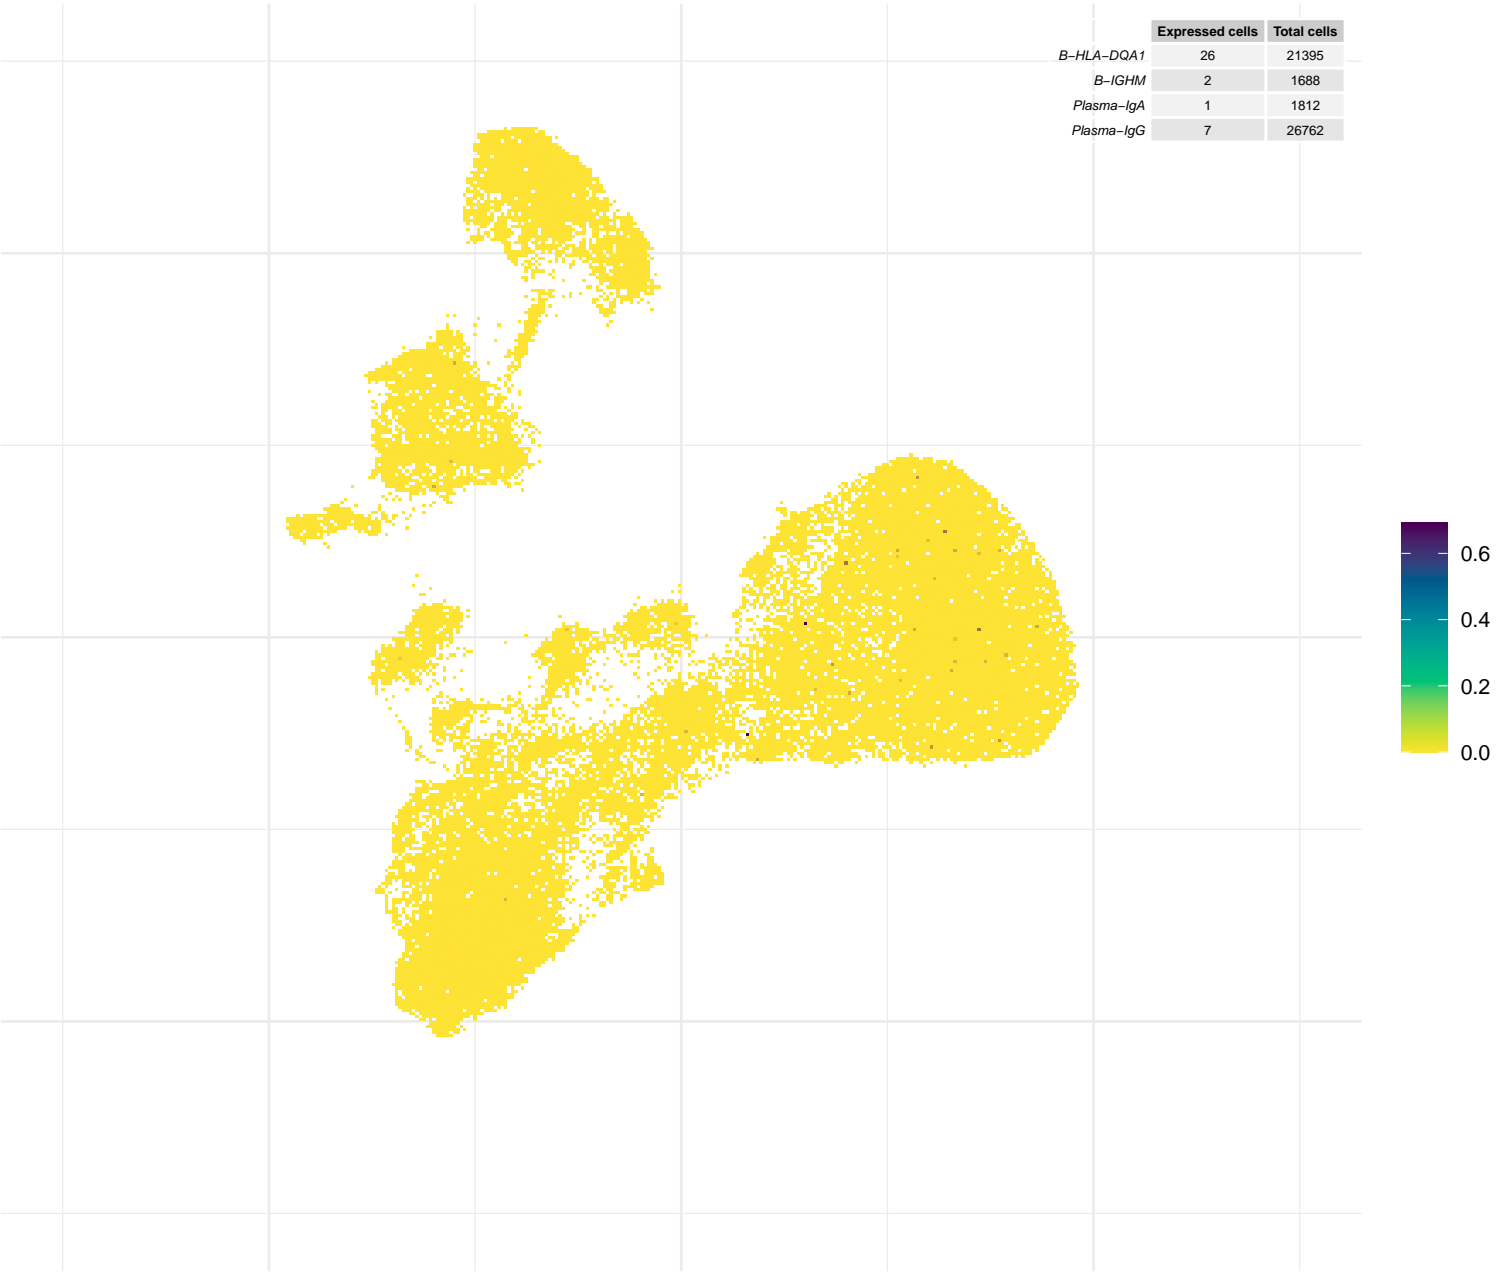 Expressed cells Total cells
B−HLA−DQA1 26 21395
B−IGHM 2 1688
Plasma−IgA 1 1812
Plasma−IgG 7 26762
0.6
0.4
0.2
0.0